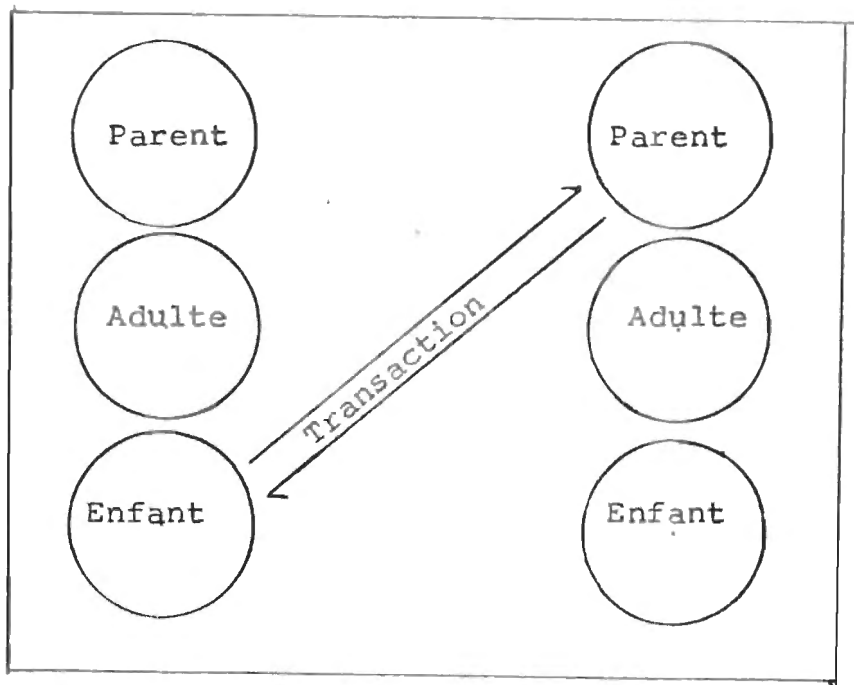 Parent
Parent
Adulte
Adulte
Transaction
Enfant
Enfant